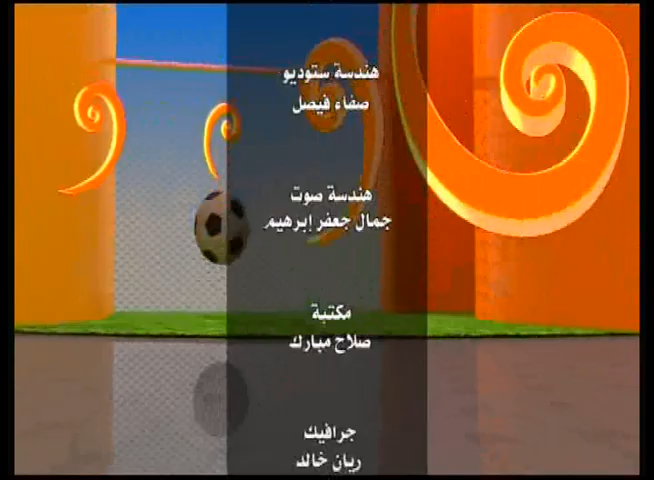 هندسة ستوديو
صفاء فيصل
هندسة صوت
جمال جعفر إبرهيم
مكتبة
صلاح مبارك
جرافيك
ريان خالد